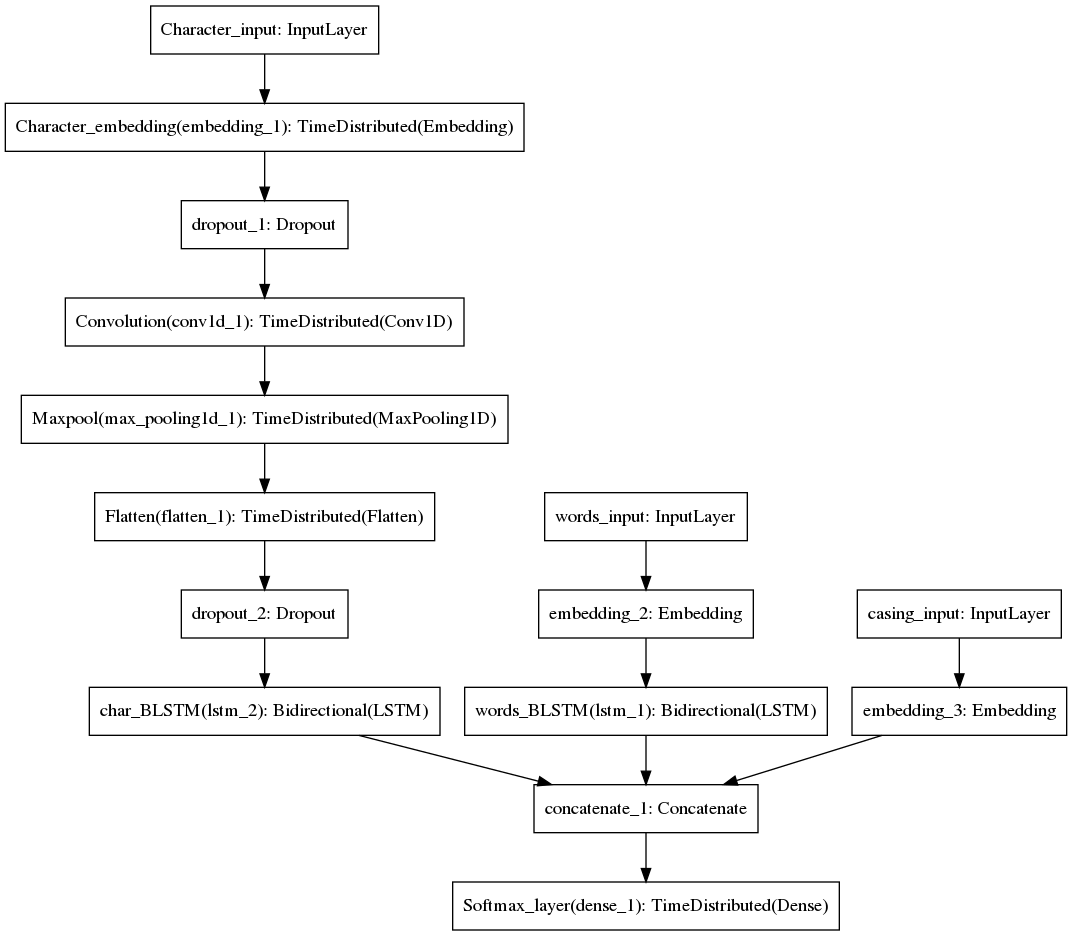 Character_input: InputLayer
Character_embedding(embedding_1): TimeDistributed(Embedding)
dropout_1: Dropout
Convolution(conv1d_1): TimeDistributed(Conv1D)
Maxpool(max_pooling1d_1): TimeDistributed(MaxPooling1D)
Flatten(flatten_1): TimeDistributed(Flatten)
words_input: InputLayer
dropout_2: Dropout
embedding_2: Embedding
casing_input: InputLayer
char_BLSTM(lstm_2): Bidirectional(LSTM)
words_BLSTM(lstm_1): Bidirectional(LSTM)
embedding_3: Embedding
concatenate_1: Concatenate
Softmax_layer(dense_1): TimeDistributed(Dense)